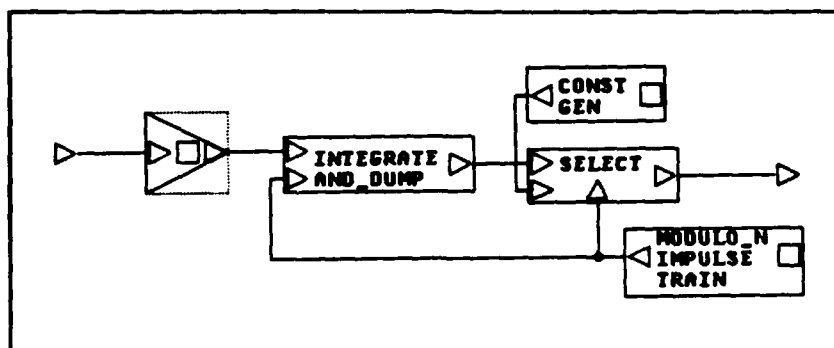 CONST
GEN
INTEGRATE
AND_DUMP
SELECT
MODULO_N
IMPULSE
TRAIN